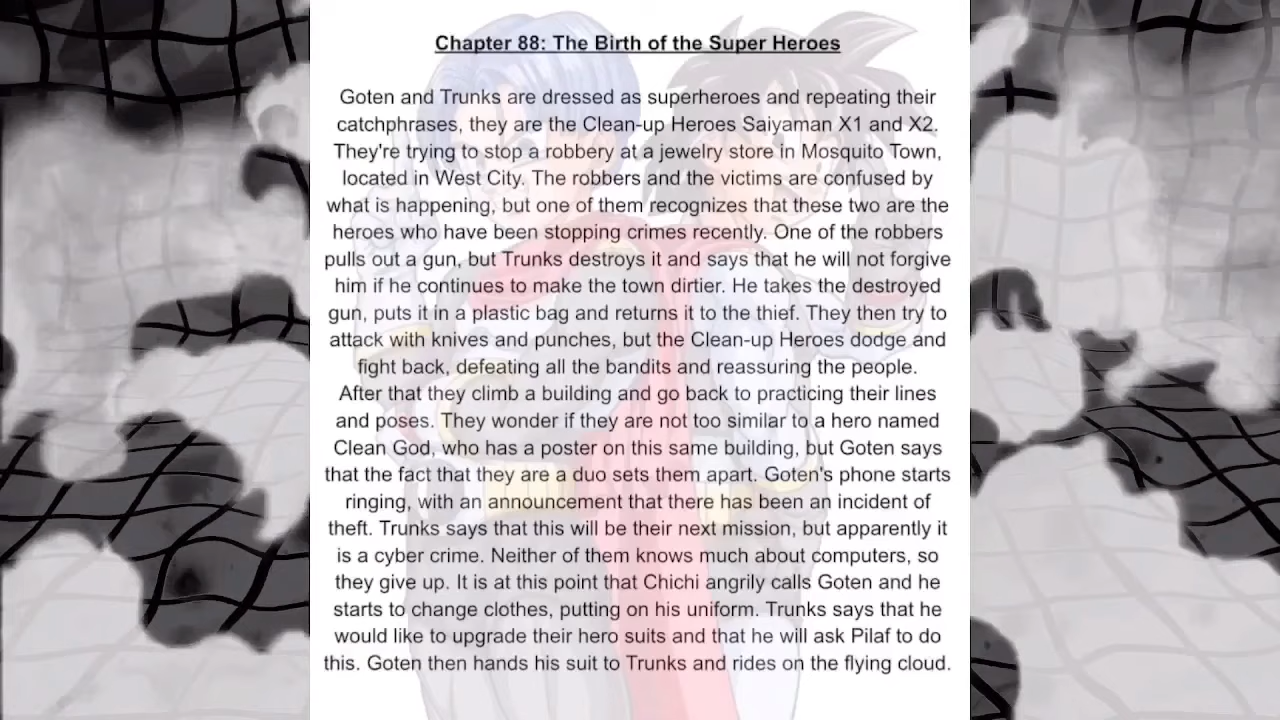 Chapter 88: The Birth of the Super Heroes
Goten and Trunks are dressed as superheroes and repeating their
catchphrases, they are the Clean-up Heroes Saiyaman X1 and X2.
They're trying to stop a robbery at a jewelry store in Mosquito Town,
located in West City. The robbers and the victims are confused by
what is happening, but one of them recognizes that these two are the
heroes who have been stopping crimes recently. One of the robbers
pulls out a gun, but Trunks destroys it and says that he will not forgive
him if he continues to make the town dirtier. He takes the destroyed
gun, puts it in a plastic bag and returns it to the thief. They then try to
attack with knives and punches, but the Clean-up Heroes dodge and
fight back, defeating all the bandits and reassuring the people.
After that they climb a building and go back to practicing their lines
and poses. They wonder if they are not too similar to a hero named
Clean God, who has a poster on this same building, but Goten says
that the fact that they are a duo sets them apart. Goten's phone starts
ringing, with an announcement that there has been an incident of
theft. Trunks says that this will be their next mission, but apparently it
is a cyber crime. Neither of them knows much about computers, so
they give up. It is at this point that Chichi angrily calls Goten and he
starts to change clothes, putting on his uniform. Trunks says that he
would like to upgrade their hero suits and that he will ask Pilaf to do
this. Goten then hands his suit to Trunks and rides on the flying cloud.